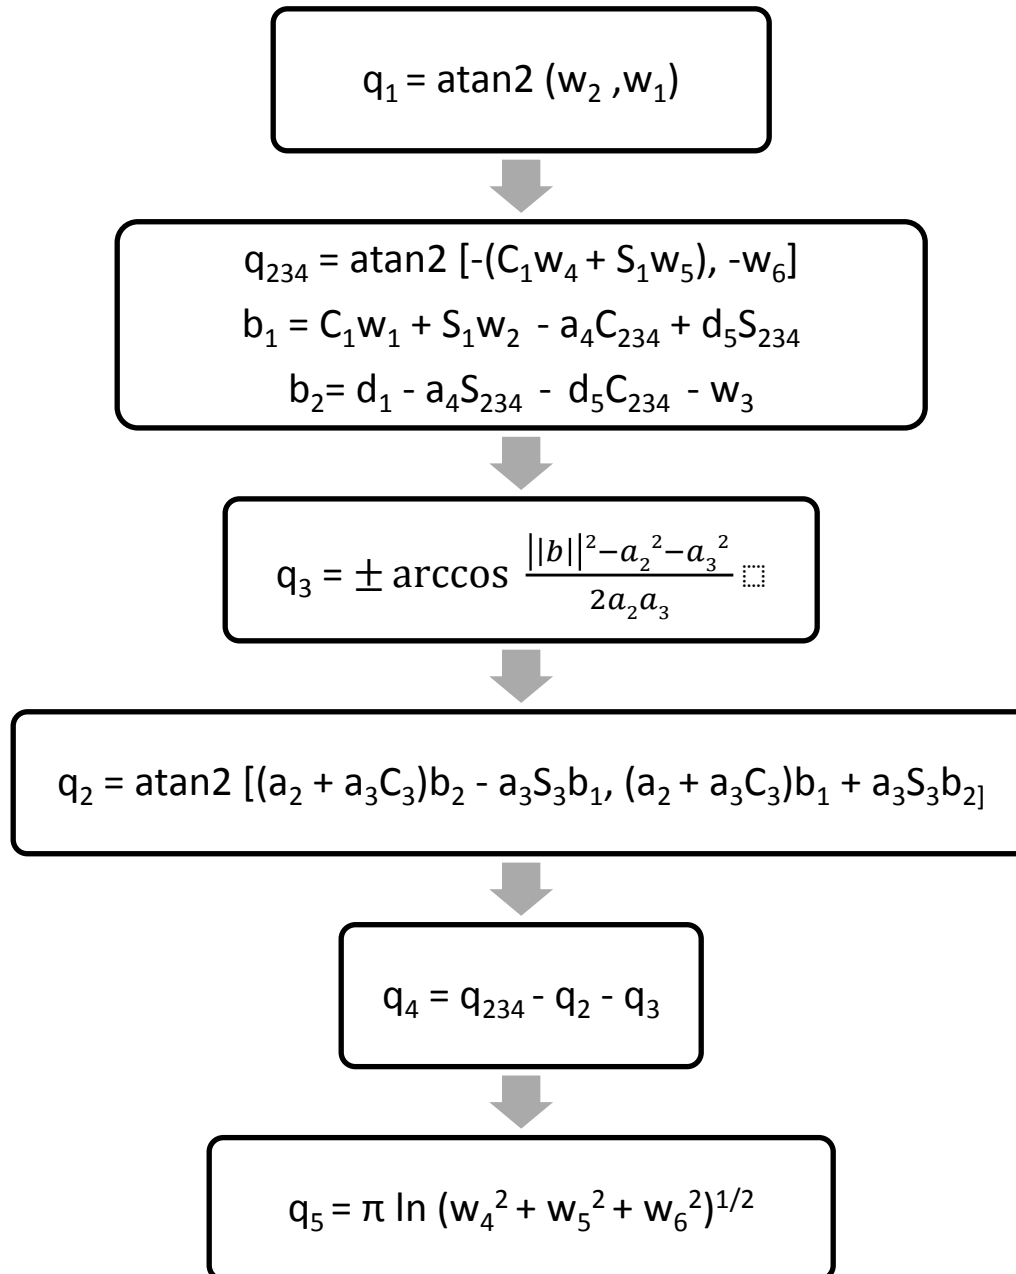 q₁ = atan2 (w₂ ,w₁)
q₂₃₄ = atan2 [-(C₁w₄ + S₁w₅), -w₆]
b₁ = C₁w₁ + S₁w₂ - a₄C₂₃₄ + d₅S₂₃₄
b₂= d₁ - a₄S₂₃₄ - d₅C₂₃₄ - w₃
q₃ = ± arccos (||b||² − a₂² − a₃²) / (2a₂a₃) ⬚
q₂ = atan2 [(a₂ + a₃C₃)b₂ - a₃S₃b₁, (a₂ + a₃C₃)b₁ + a₃S₃b₂]
q₄ = q₂₃₄ - q₂ - q₃
q₅ = π ln (w₄² + w₅² + w₆²)^{1/2}